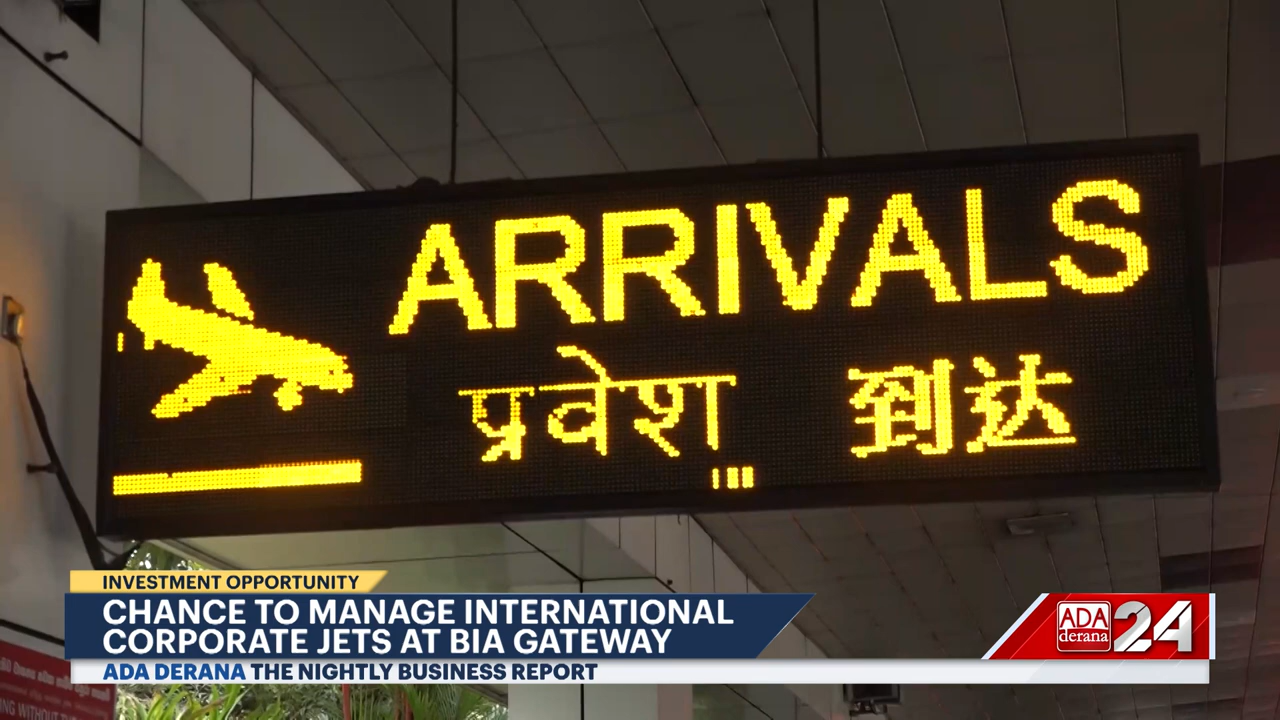 ARRIVALS
प्रवेश 到达
INVESTMENT OPPORTUNITY
CHANCE TO MANAGE INTERNATIONAL
CORPORATE JETS AT BIA GATEWAY
ADA DERANA THE NIGHTLY BUSINESS REPORT
ADA
derana
24